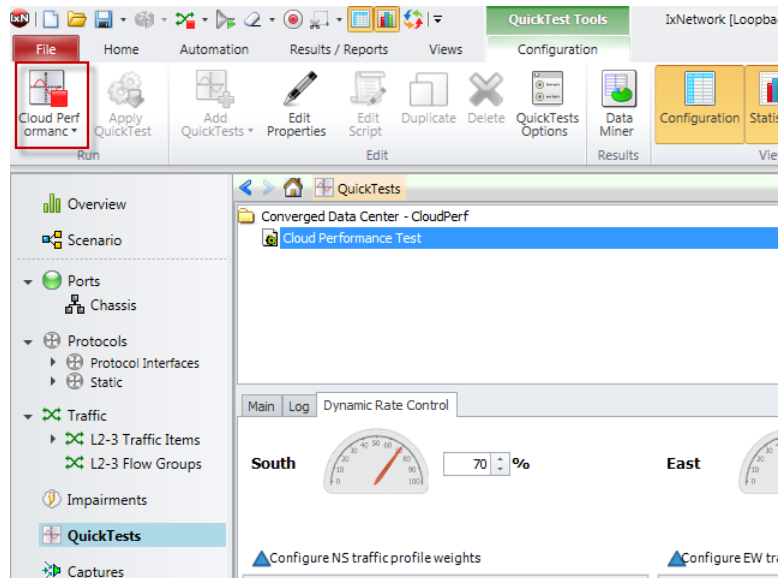 IxN
QuickTest Tools
IxNetwork [Loopba
File Home Automation Results / Reports Views Configuration
Cloud Perf
ormanc
Apply
QuickTest
Add
QuickTests
Edit
Properties
Edit
Script
Duplicate
Delete
QuickTests
Options
Data
Miner
Configuration
Statis
Run Edit Results Vie
QuickTests
Overview
Scenario
Ports
Chassis
Protocols
Protocol Interfaces
Static
Traffic
L2-3 Traffic Items
L2-3 Flow Groups
Impairments
QuickTests
Captures
Converged Data Center - CloudPerf
Cloud Performance Test
Main Log Dynamic Rate Control
South
70 %
East
Configure NS traffic profile weights
Configure EW tra